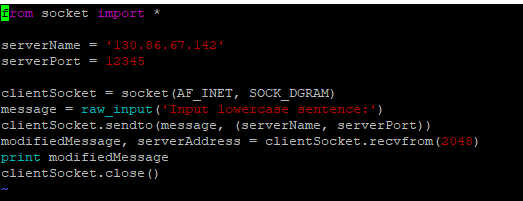 from socket import *
serverName = '130.86.67.142'
serverPort = 12345
clientSocket = socket(AF_INET, SOCK_DGRAM)
message = raw_input('Input lowercase sentence:')
clientSocket.sendto(message, (serverName, serverPort))
modifiedMessage, serverAddress = clientSocket.recvfrom(2048)
print modifiedMessage
clientSocket.close()
~